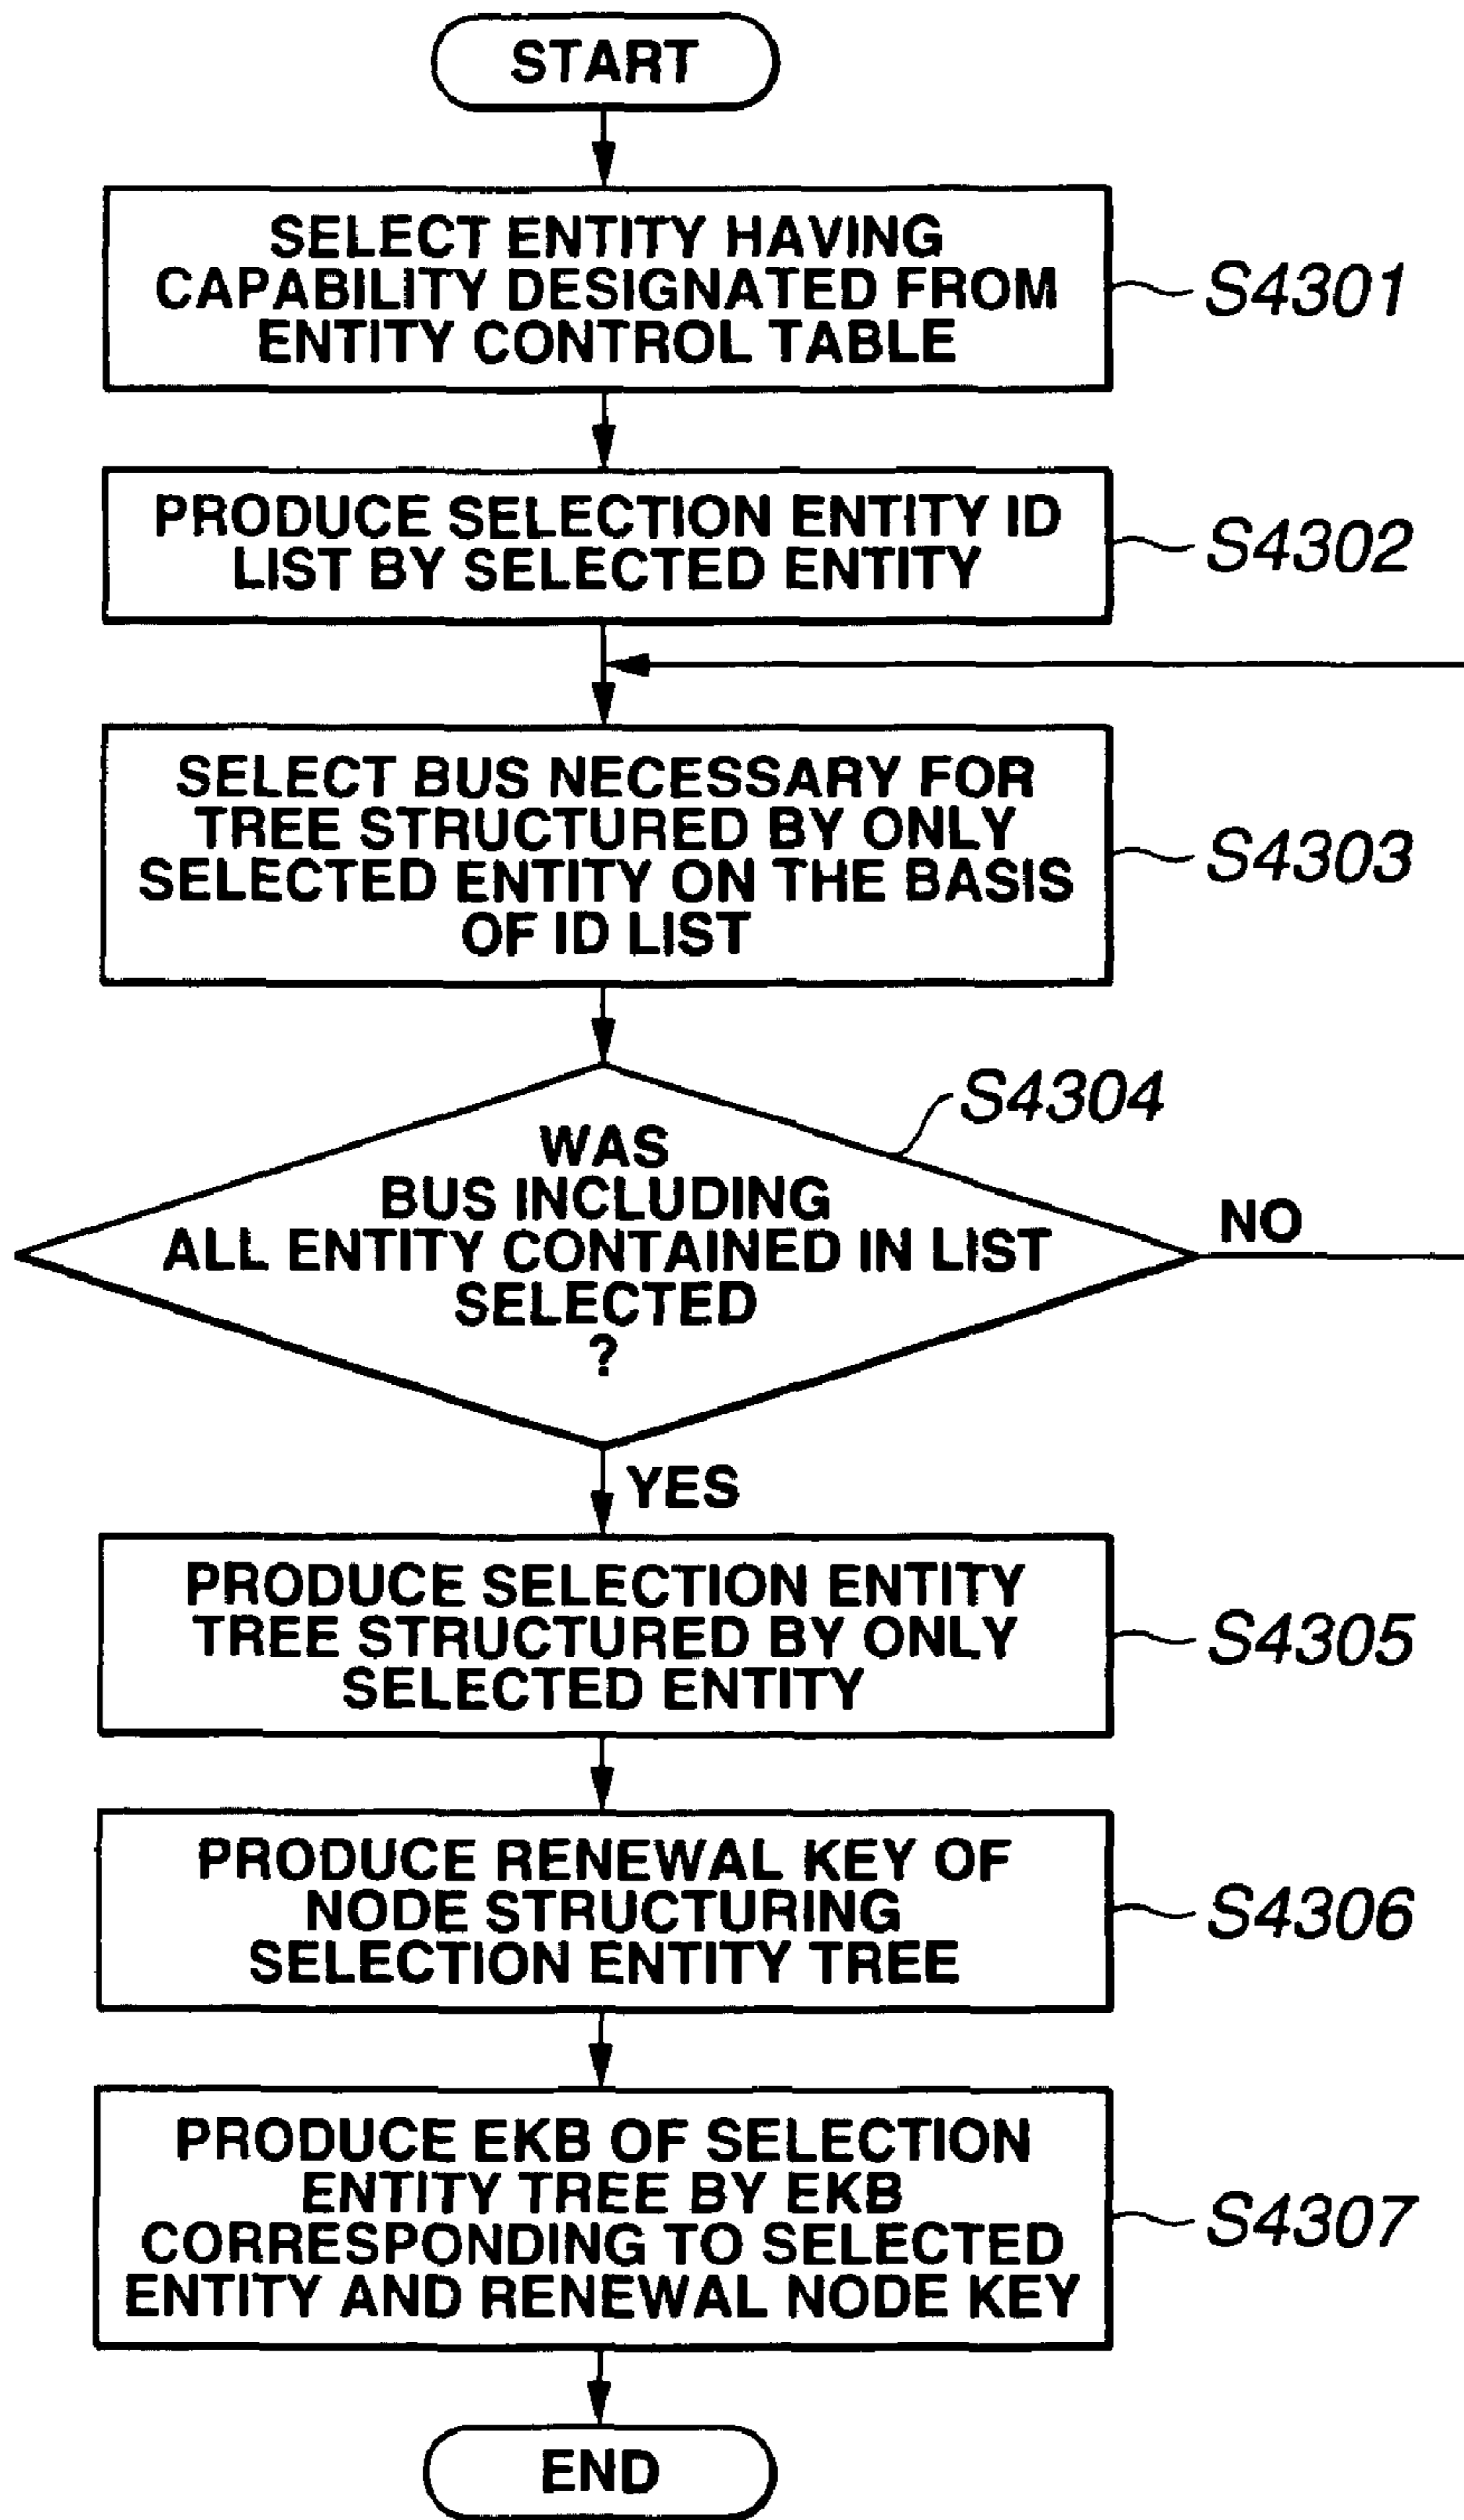 START
SELECT ENTITY HAVING
CAPABILITY DESIGNATED FROM
ENTITY CONTROL TABLE
S4301
PRODUCE SELECTION ENTITY ID
LIST BY SELECTED ENTITY
S4302
SELECT BUS NECESSARY FOR
TREE STRUCTURED BY ONLY
SELECTED ENTITY ON THE BASIS
OF ID LIST
S4303
S4304
WAS
BUS INCLUDING
ALL ENTITY CONTAINED IN LIST
SELECTED
?
NO
YES
PRODUCE SELECTION ENTITY
TREE STRUCTURED BY ONLY
SELECTED ENTITY
S4305
PRODUCE RENEWAL KEY OF
NODE STRUCTURING
SELECTION ENTITY TREE
S4306
PRODUCE EKB OF SELECTION
ENTITY TREE BY EKB
CORRESPONDING TO SELECTED
ENTITY AND RENEWAL NODE KEY
S4307
END